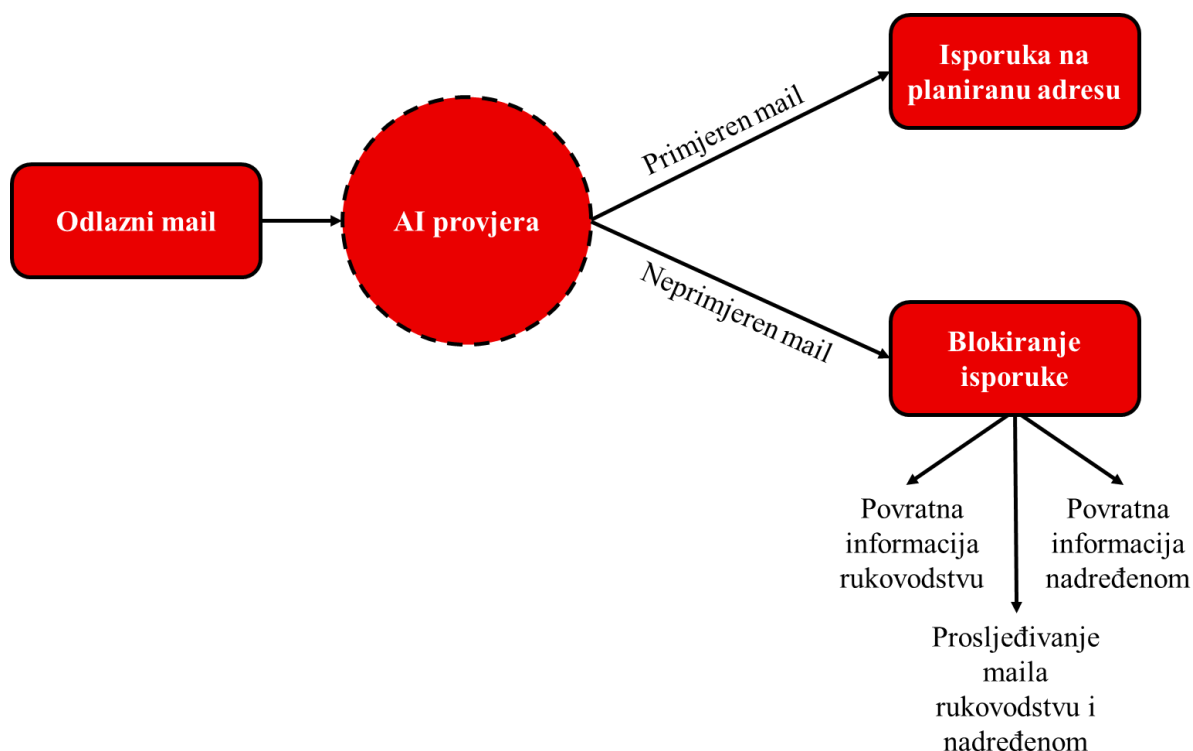 Odlazni mail
AI provjera
Primjeren mail
Isporuka na
planiranu adresu
Neprimjeren mail
Blokiranje
isporuke
Povratna
informacija
rukovodstvu
Prosljeđivanje
maila
rukovodstvu i
nadređenom
Povratna
informacija
nadređenom